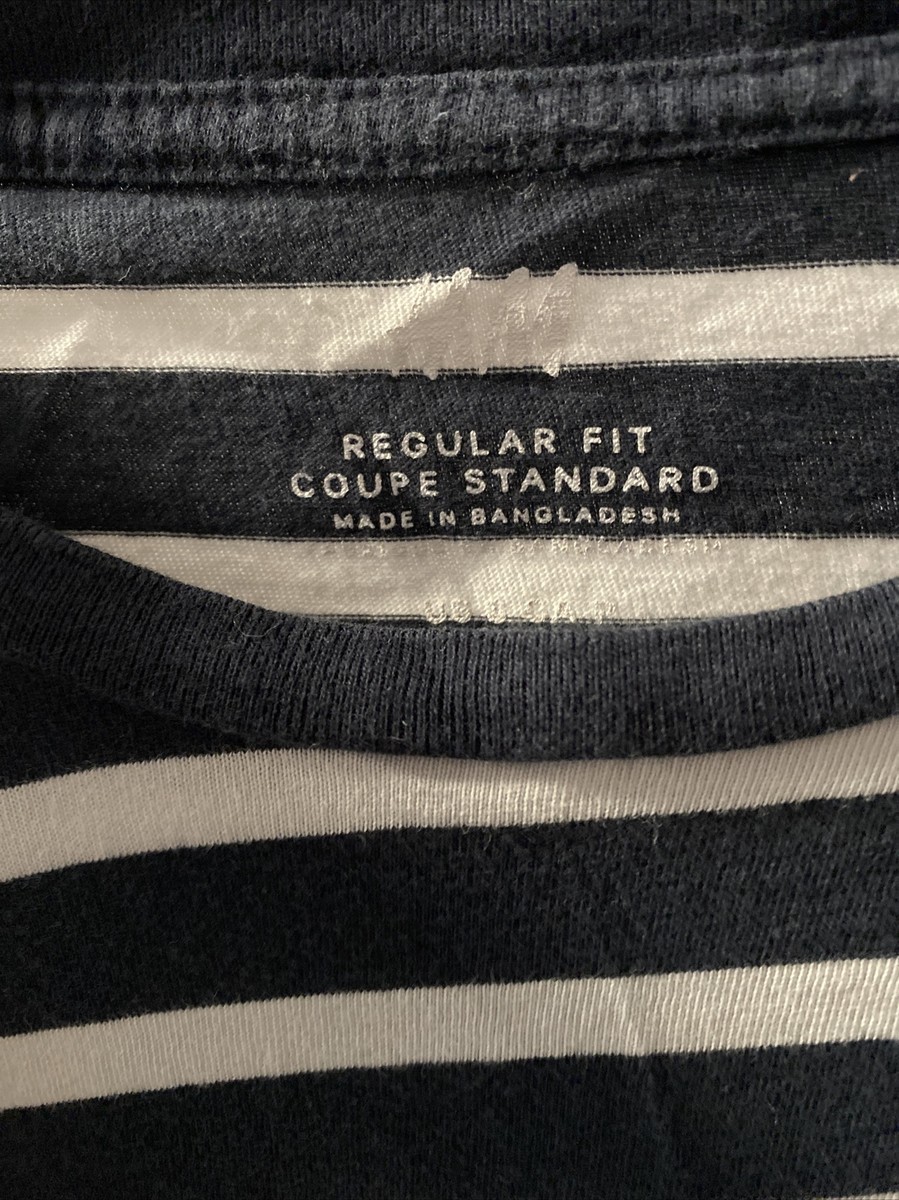 REGULAR FIT
COUPE STANDARD
MADE IN BANGLADESH